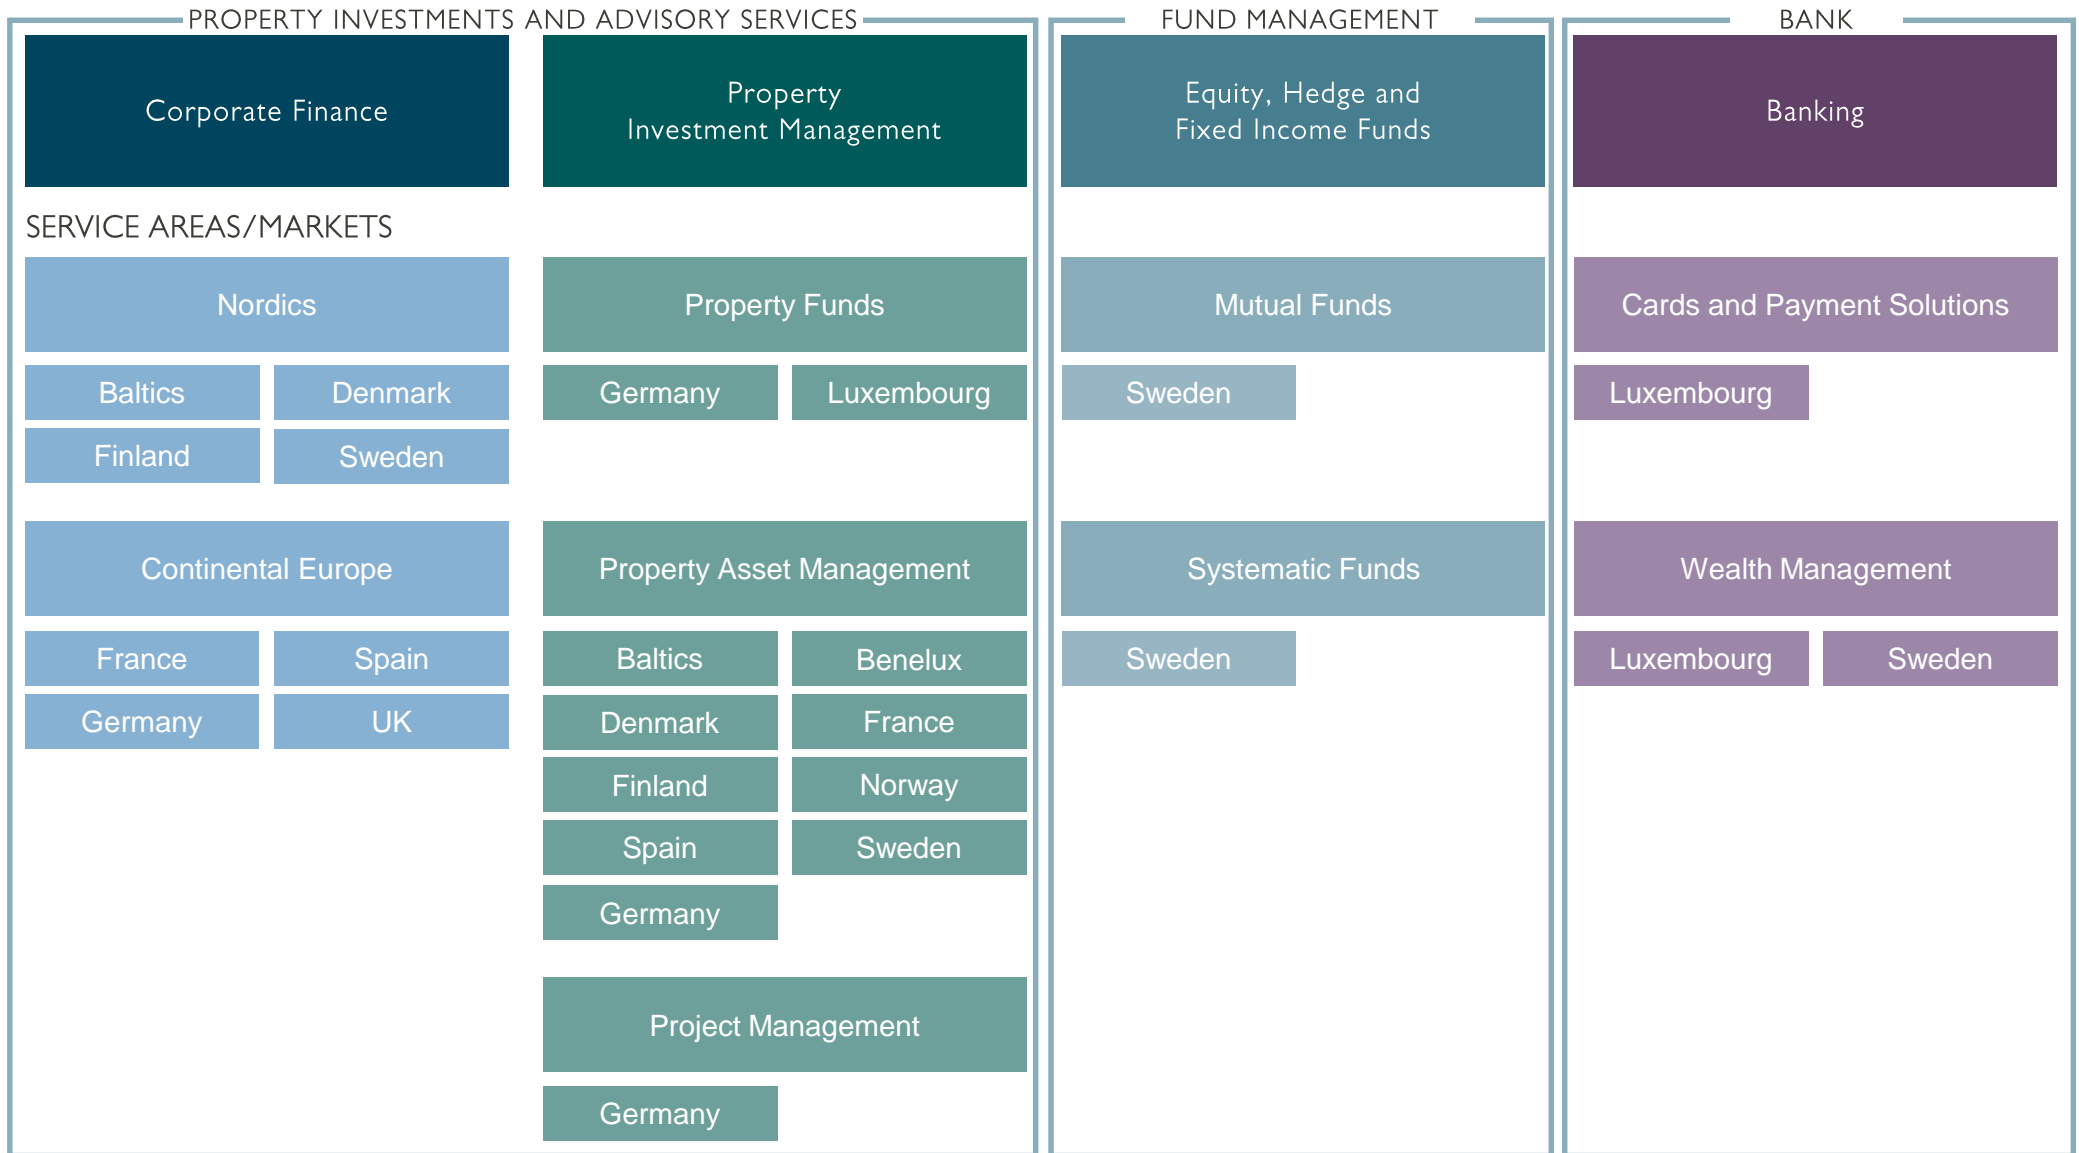 PROPERTY INVESTMENTS AND ADVISORY SERVICES
FUND MANAGEMENT
BANK
Corporate Finance
Property
Investment Management
Equity, Hedge and
Fixed Income Funds
Banking
SERVICE AREAS/MARKETS
Nordics
Property Funds
Mutual Funds
Cards and Payment Solutions
Baltics
Denmark
Germany
Luxembourg
Sweden
Luxembourg
Finland
Sweden
Continental Europe
Property Asset Management
Systematic Funds
Wealth Management
France
Spain
Baltics
Benelux
Sweden
Luxembourg
Sweden
Germany
UK
Denmark
France
Finland
Norway
Spain
Sweden
Germany
Project Management
Germany